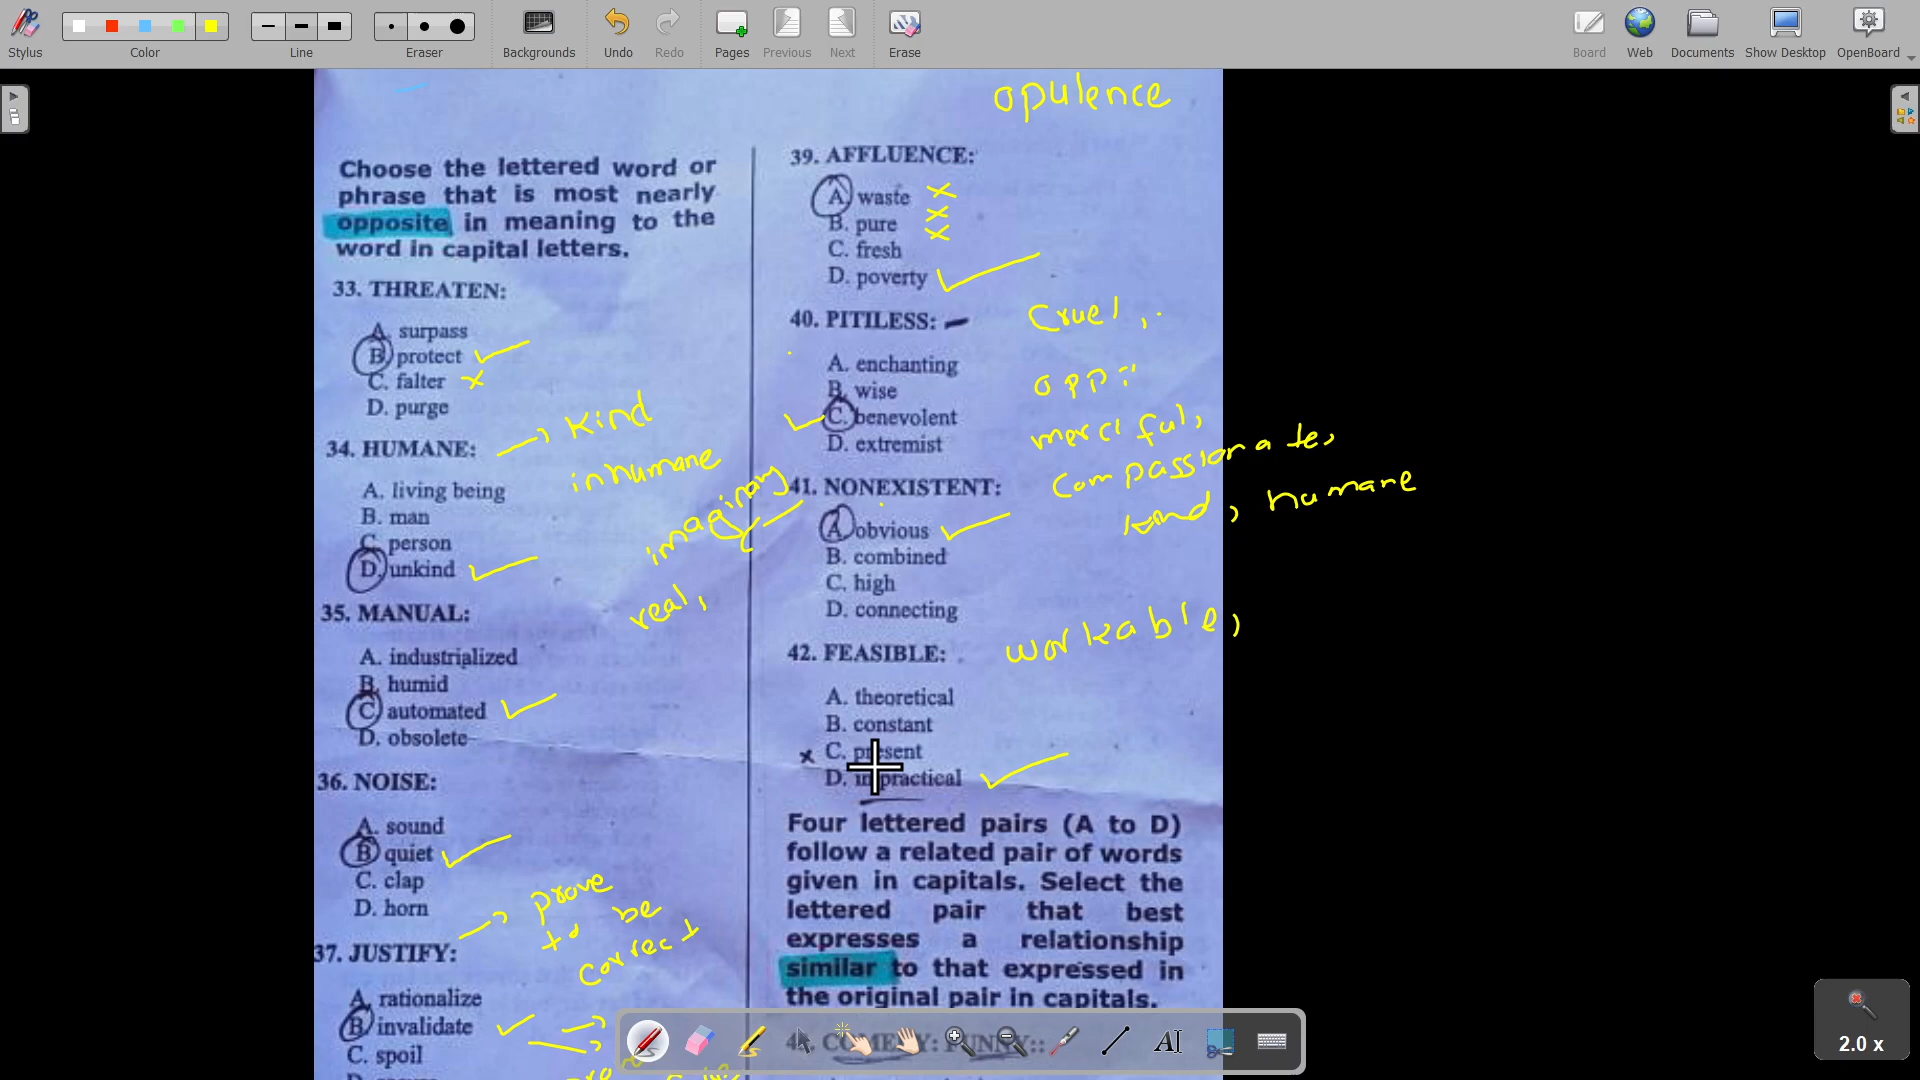 Stylus
Color
Line
Eraser
Backgrounds
Undo
Redo
Pages
Previous
Next
Erase
Board
Web
Documents
Show Desktop
OpenBoard
opulence
Choose the lettered word or
phrase that is most nearly
opposite in meaning to the
word in capital letters.
33. THREATEN:
A. surpass
B. protect
C. falter
D. purge
34. HUMANE:
kind
inhumane
A. living being
B. man
C. person
D. unkind
imaginary
real,
35. MANUAL:
A. industrialized
B. humid
C. automated
D. obsolete
36. NOISE:
A. sound
B. quiet
C. clap
D. horn
prove
to be
correct
37. JUSTIFY:
A. rationalize
B. invalidate
C. spoil
39. AFFLUENCE:
A. waste
B. pure
C. fresh
D. poverty
40. PITILESS:
cruel,
A. enchanting
B. wise
C. benevolent
D. extremist
opp:
merciful,
compassionate,
kind, humane
41. NONEXISTENT:
A. obvious
B. combined
C. high
D. connecting
42. FEASIBLE:
workable,
A. theoretical
B. constant
C. present
D. impractical
Four lettered pairs (A to D)
follow a related pair of words
given in capitals. Select the
lettered pair that best
expresses a relationship
similar to that expressed in
the original pair in capitals.
COMEDY: FUNNY::
2.0 x